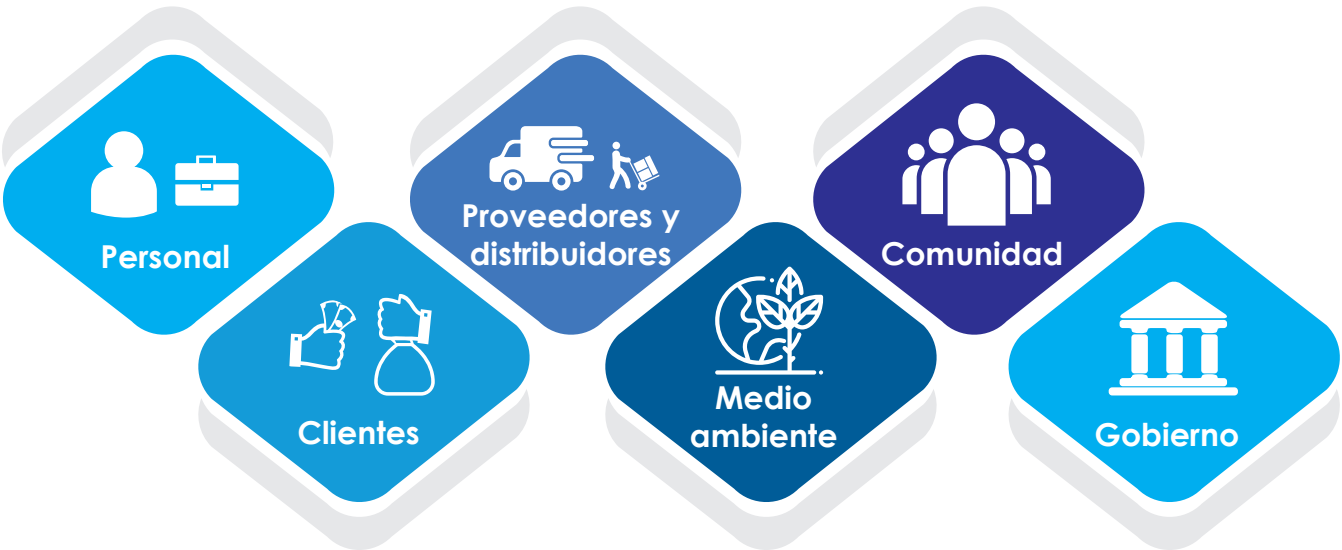 Personal
Clientes
Proveedores y
distribuidores
Medio
ambiente
Comunidad
Gobierno